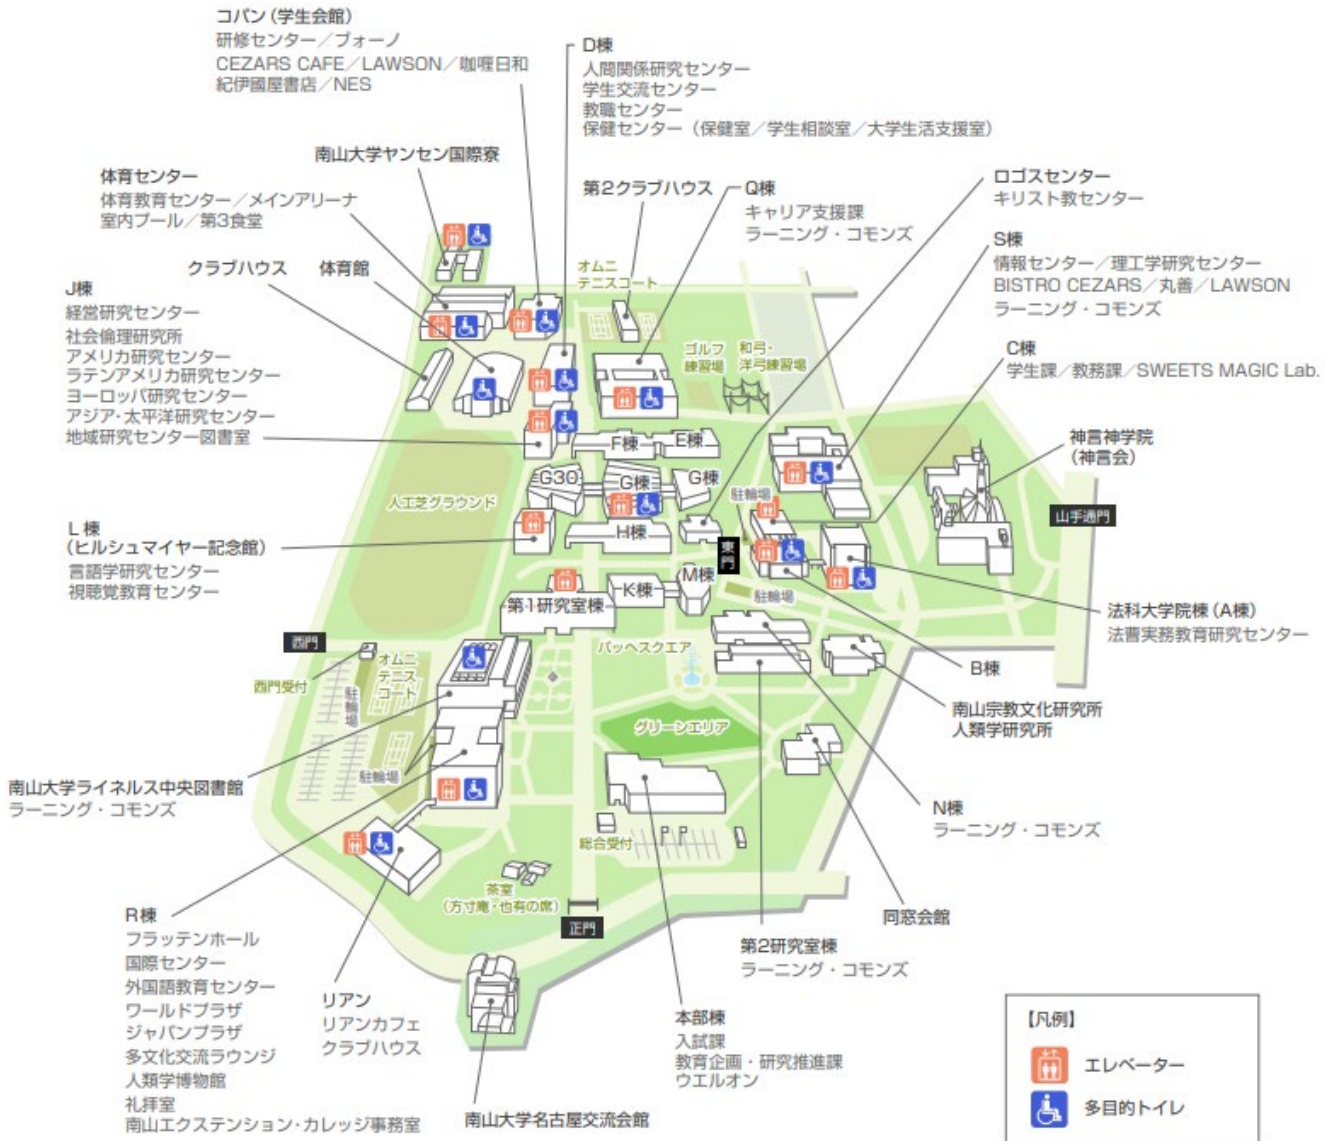 コパン（学生会館）
研修センター／ブォーノ
CEZARS CAFE／LAWSON／咖喱日和
紀伊國屋書店／NES
D棟
人間関係研究センター
学生交流センター
教職センター
保健センター（保健室／学生相談室／大学生活支援室）
南山大学ヤンセン国際寮
体育センター
体育教育センター／メインアリーナ
室内プール／第3食堂
第2クラブハウス
Q棟
キャリア支援課
ラーニング・コモンズ
ロゴスセンター
キリスト教センター
S棟
情報センター／理工学研究センター
BISTRO CEZARS／丸善／LAWSON
ラーニング・コモンズ
クラブハウス
体育館
オムニ
テニスコート
J棟
経営研究センター
社会倫理研究所
アメリカ研究センター
ラテンアメリカ研究センター
ヨーロッパ研究センター
アジア・太平洋研究センター
地域研究センター図書室
ゴルフ
練習場
和弓・
洋弓練習場
C棟
学生課／教務課／SWEETS MAGIC Lab.
神言神学院
（神言会）
F棟
E棟
G30
G棟
G棟
駐輪場
人工芝グラウンド
山手通門
L棟
（ヒルシュマイヤー記念館）
言語学研究センター
視聴覚教育センター
H棟
東門
M棟
K棟
第1研究室棟
駐輪場
法科大学院棟（A棟）
法曹実務教育研究センター
西門
パッヘスクエア
B棟
西門受付
オムニ
テニス
コート
駐輪場
南山宗教文化研究所
人類学研究所
グリーンエリア
南山大学ライネルス中央図書館
ラーニング・コモンズ
駐輪場
N棟
ラーニング・コモンズ
総合受付
茶室
（方寸庵・也有の席）
正門
同窓会館
R棟
フラッテンホール
国際センター
外国語教育センター
ワールドプラザ
ジャパンプラザ
多文化交流ラウンジ
人類学博物館
礼拝室
南山エクステンション・カレッジ事務室
リアン
リアンカフェ
クラブハウス
第2研究室棟
ラーニング・コモンズ
本部棟
入試課
教育企画・研究推進課
ウエルオン
南山大学名古屋交流会館
【凡例】
エレベーター
多目的トイレ